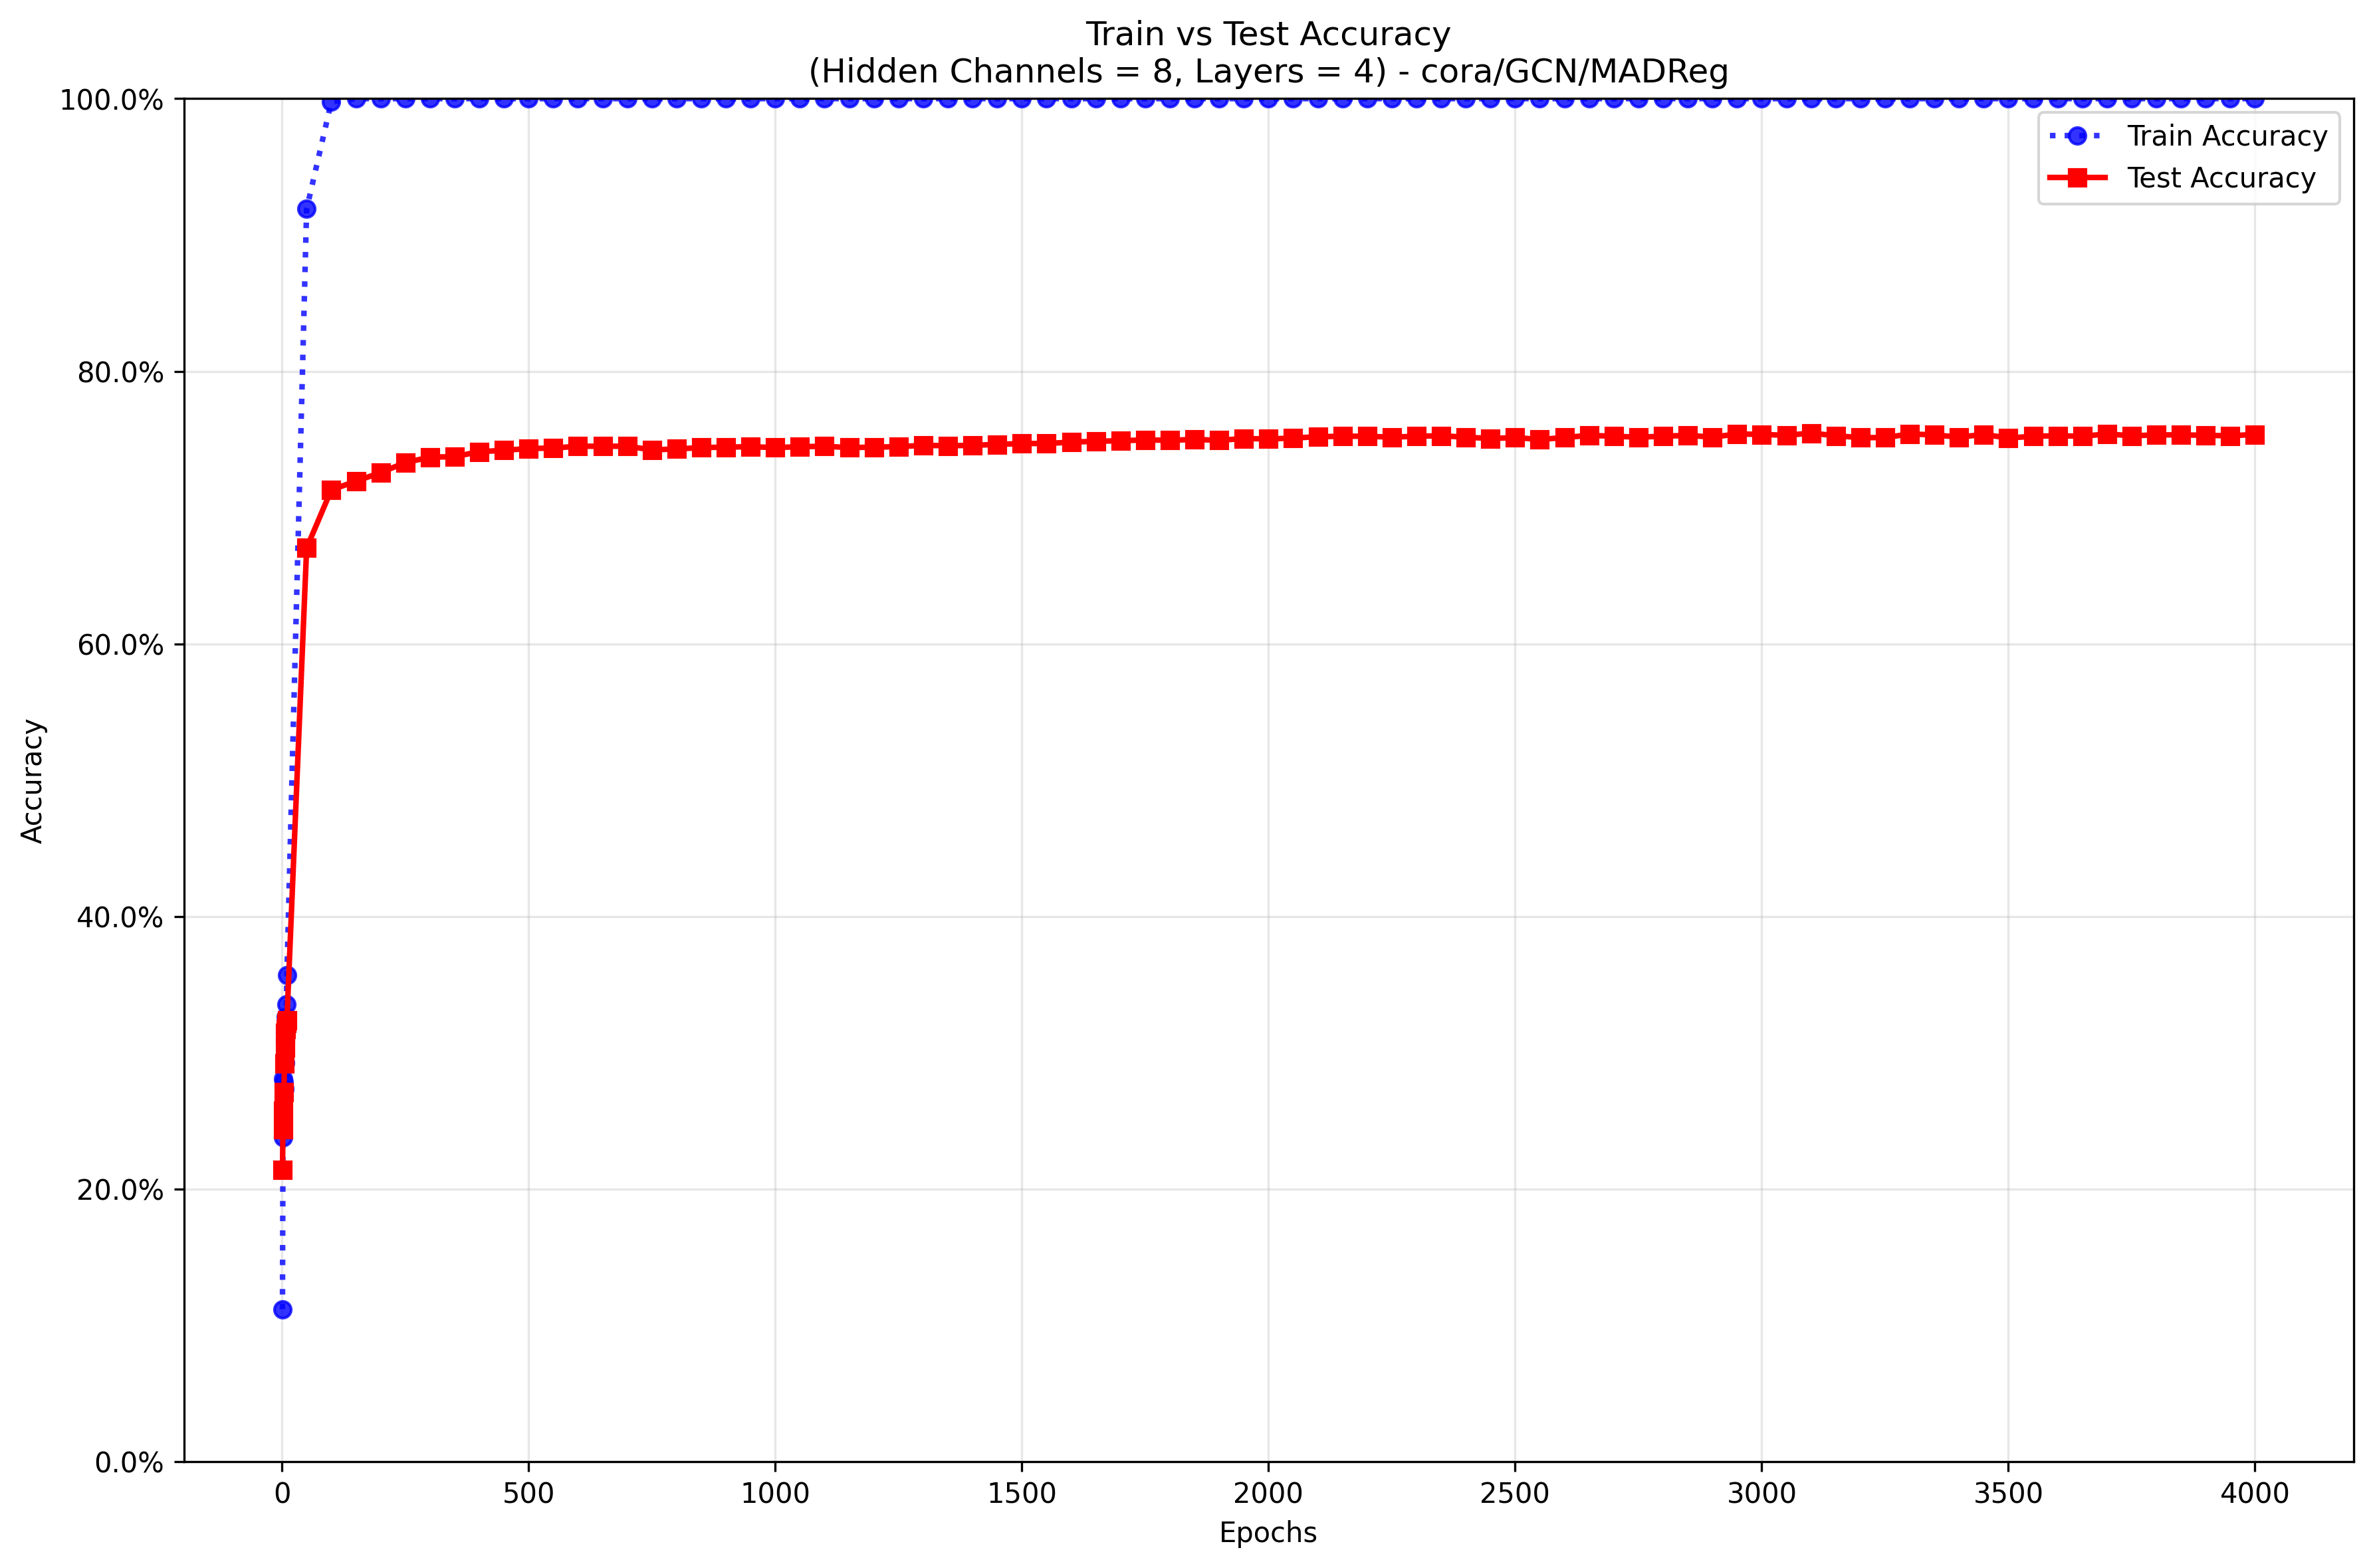 Train vs Test Accuracy
(Hidden Channels = 8, Layers = 4) - cora/GCN/MADReg
100.0%
80.0%
60.0%
40.0%
20.0%
0.0%
Accuracy
Train Accuracy
Test Accuracy
0 500 1000 1500 2000 2500 3000 3500 4000
Epochs